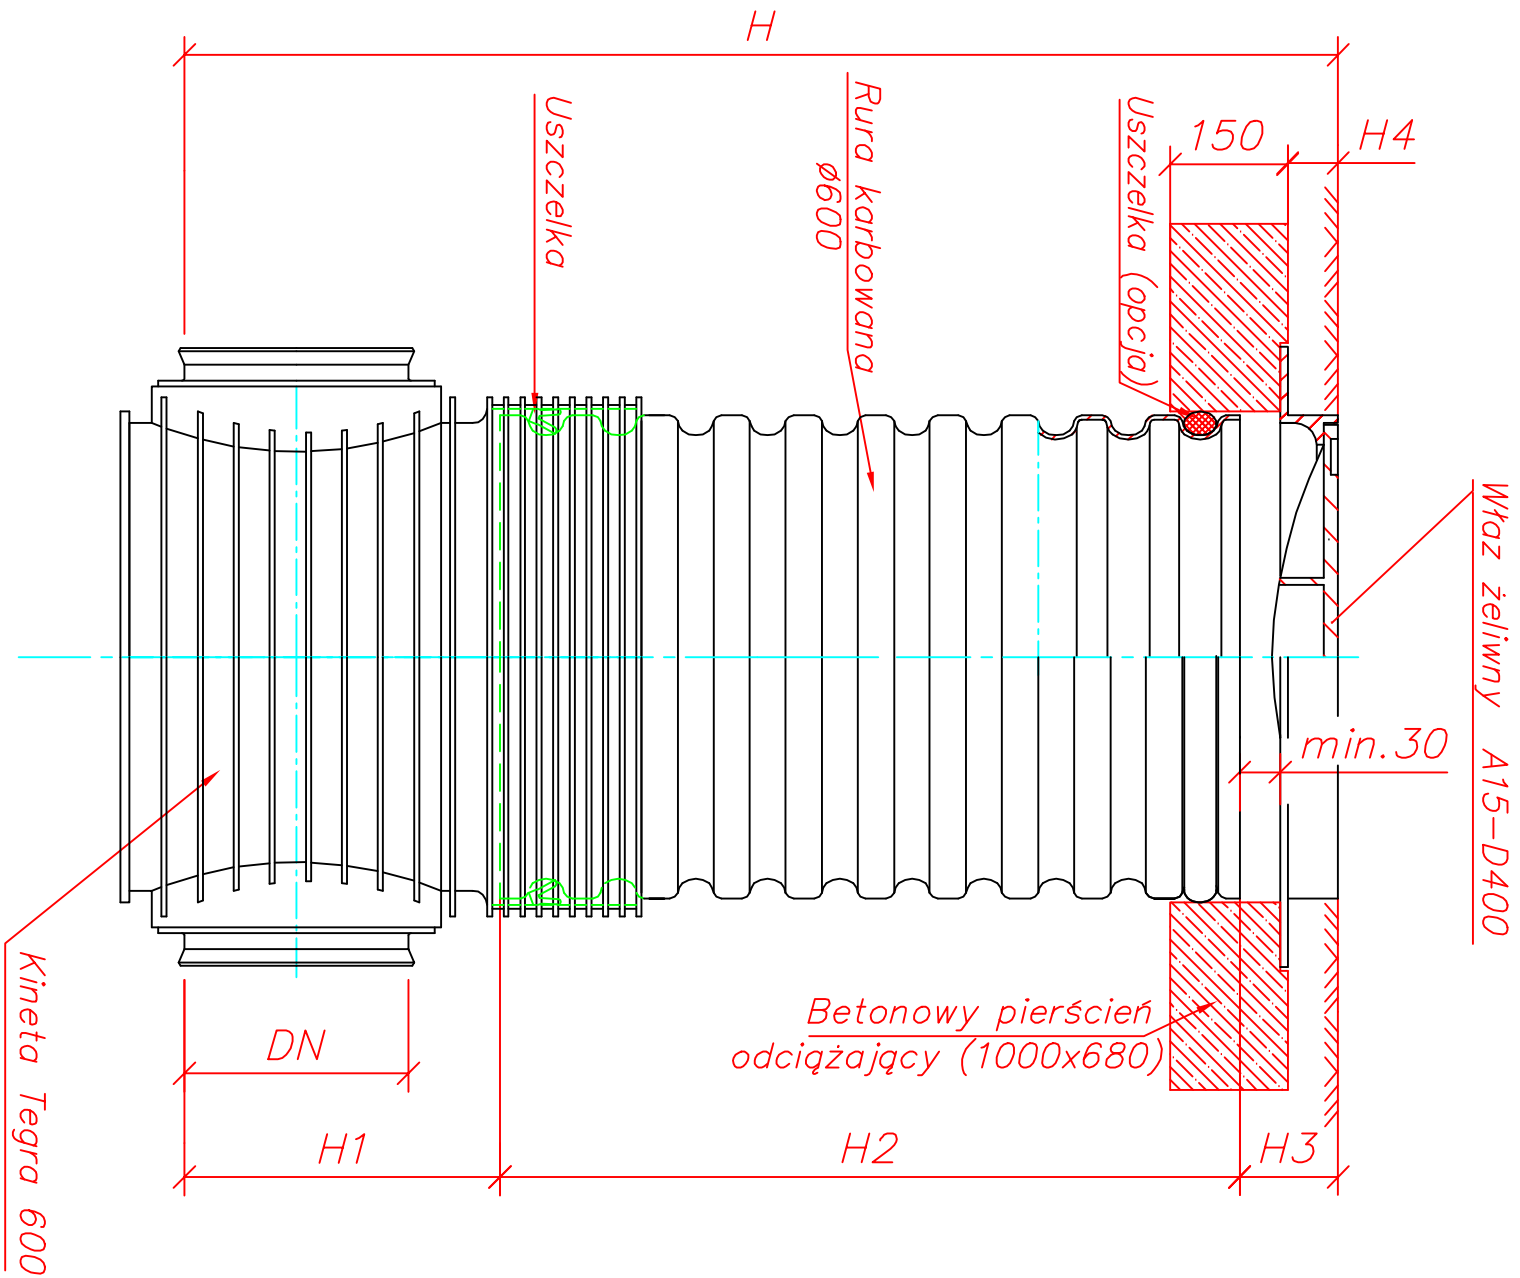 H
Uszczelka
Rura karbowana
ø600
Uszczelka (opcja)
150
H4
Właz żeliwny A15-D400
min.30
Betonowy pierścień
odciążający (1000x680)
Kineta Tegra 600
DN
H1
H2
H3